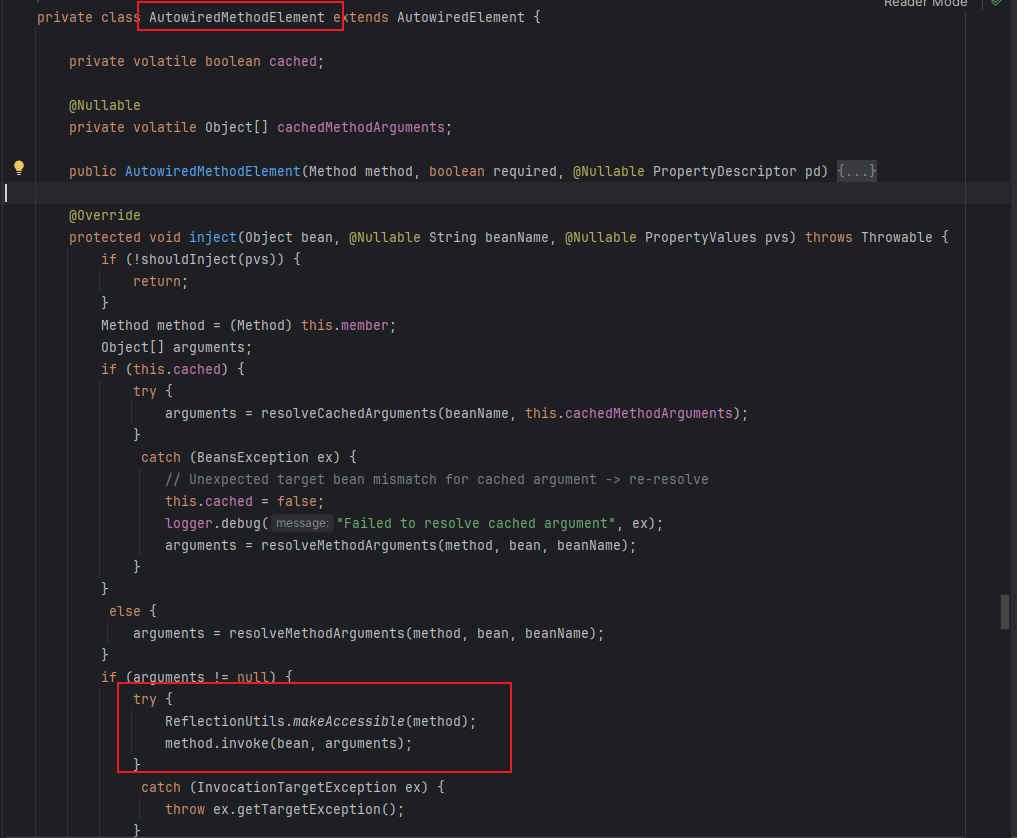 Reader Mode
private class AutowiredMethodElement extends AutowiredElement {
private volatile boolean cached;
@Nullable
private volatile Object[] cachedMethodArguments;
public AutowiredMethodElement(Method method, boolean required, @Nullable PropertyDescriptor pd) {...}
@Override
protected void inject(Object bean, @Nullable String beanName, @Nullable PropertyValues pvs) throws Throwable {
if (!shouldInject(pvs)) {
return;
}
Method method = (Method) this.member;
Object[] arguments;
if (this.cached) {
try {
arguments = resolveCachedArguments(beanName, this.cachedMethodArguments);
}
catch (BeansException ex) {
// Unexpected target bean mismatch for cached argument -> re-resolve
this.cached = false;
logger.debug( message: "Failed to resolve cached argument", ex);
arguments = resolveMethodArguments(method, bean, beanName);
}
}
else {
arguments = resolveMethodArguments(method, bean, beanName);
}
if (arguments != null) {
try {
ReflectionUtils.makeAccessible(method);
method.invoke(bean, arguments);
}
catch (InvocationTargetException ex) {
throw ex.getTargetException();
}